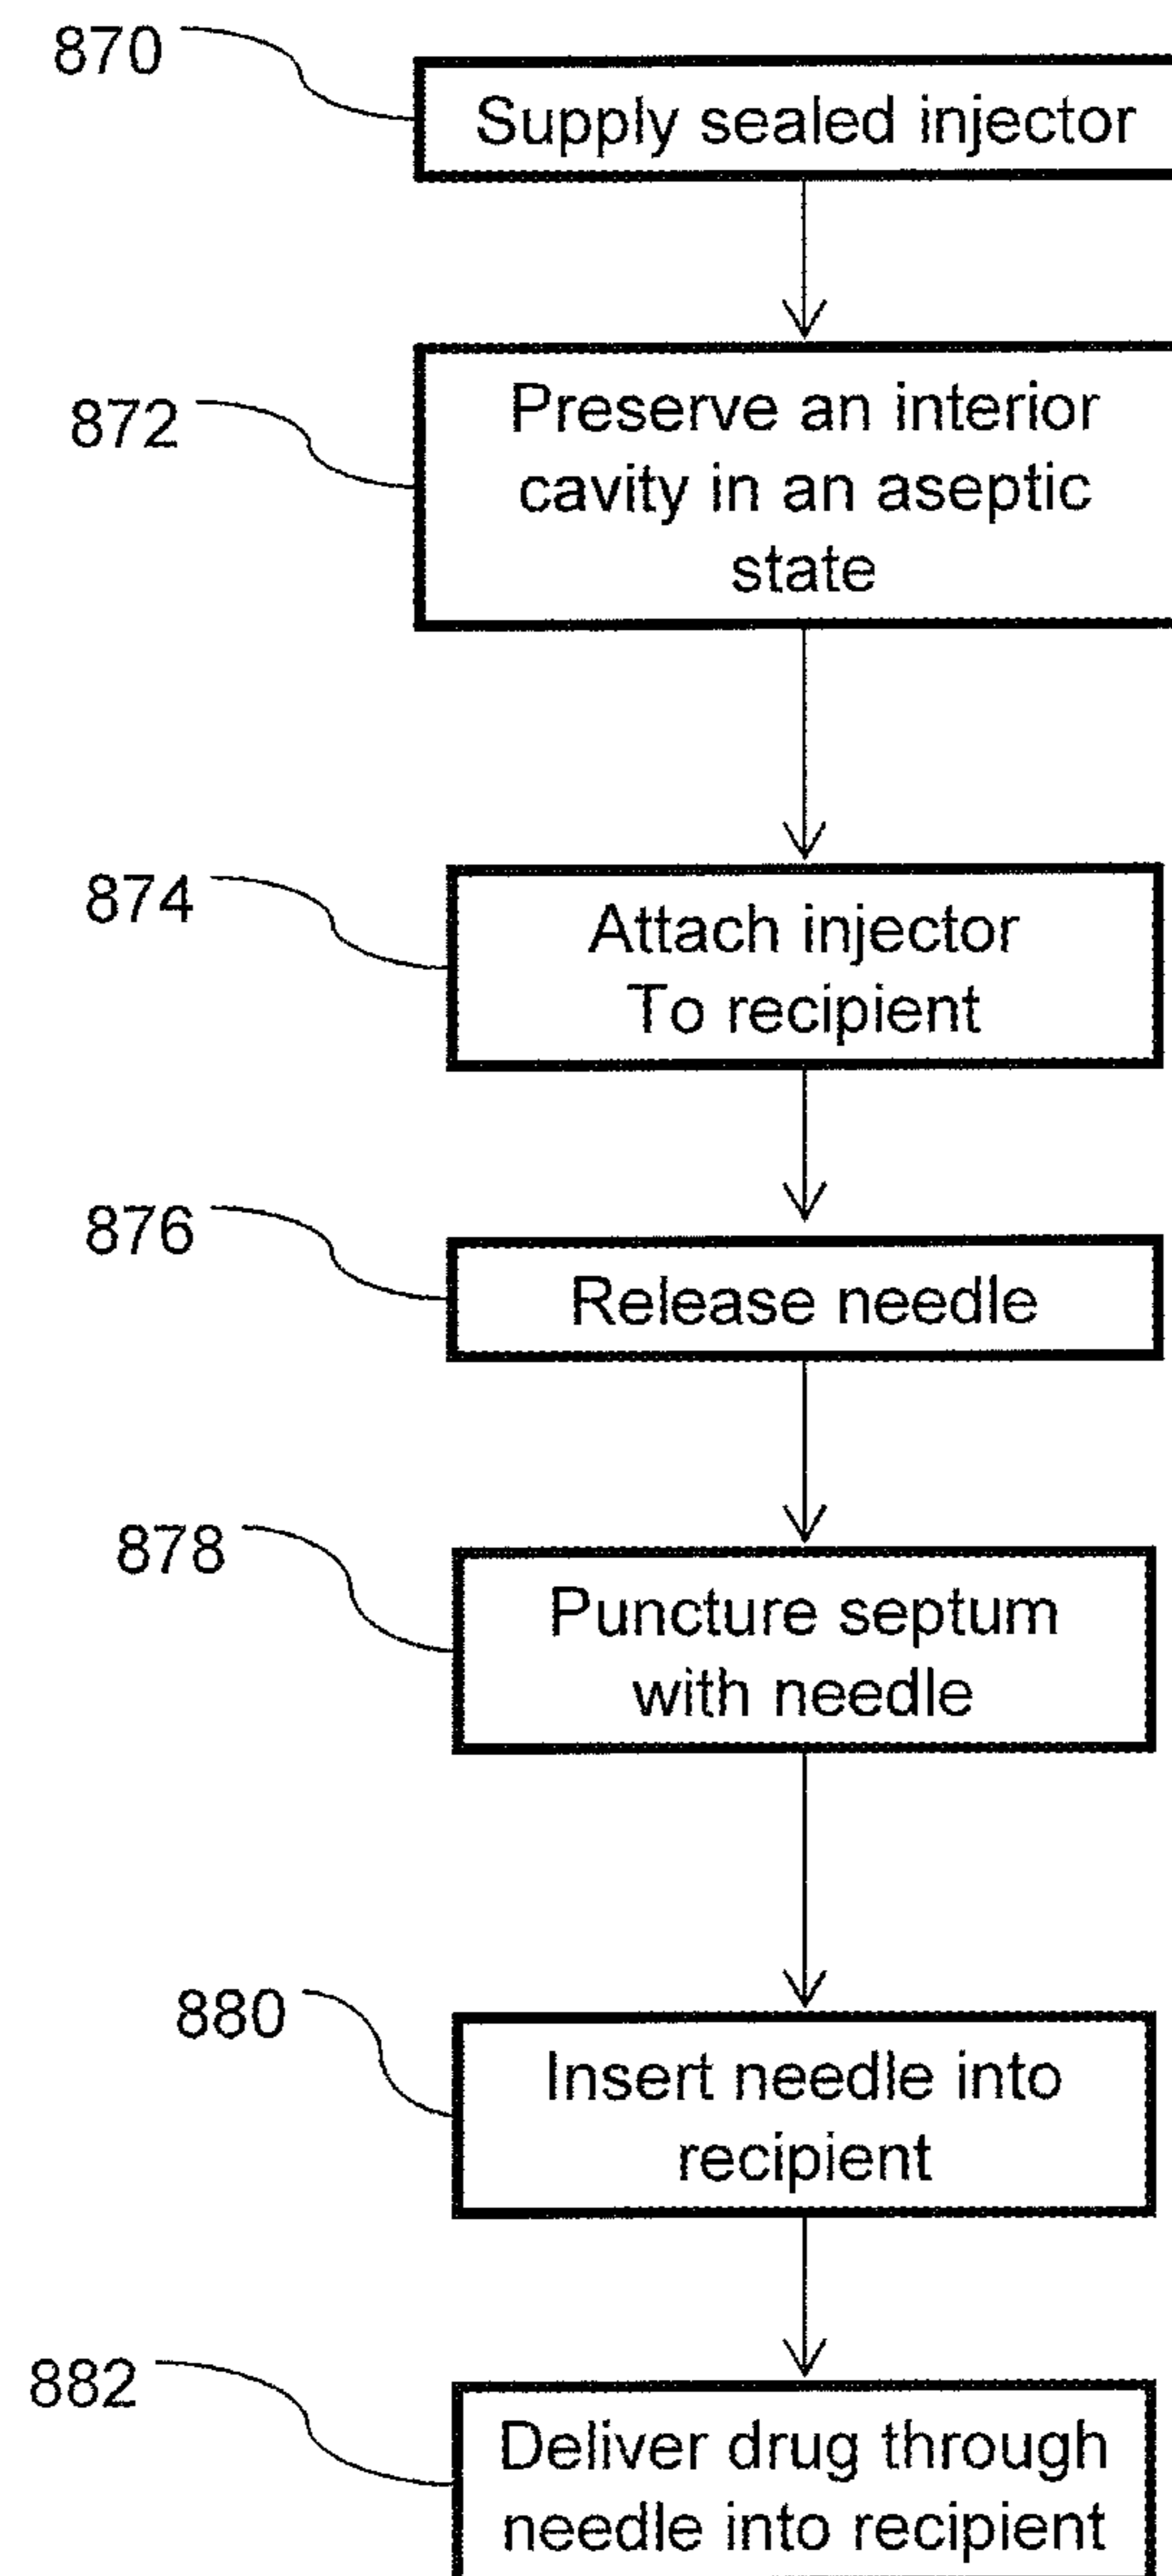 870
Supply sealed injector
872
Preserve an interior
cavity in an aseptic
state
874
Attach injector
To recipient
876
Release needle
878
Puncture septum
with needle
880
Insert needle into
recipient
882
Deliver drug through
needle into recipient